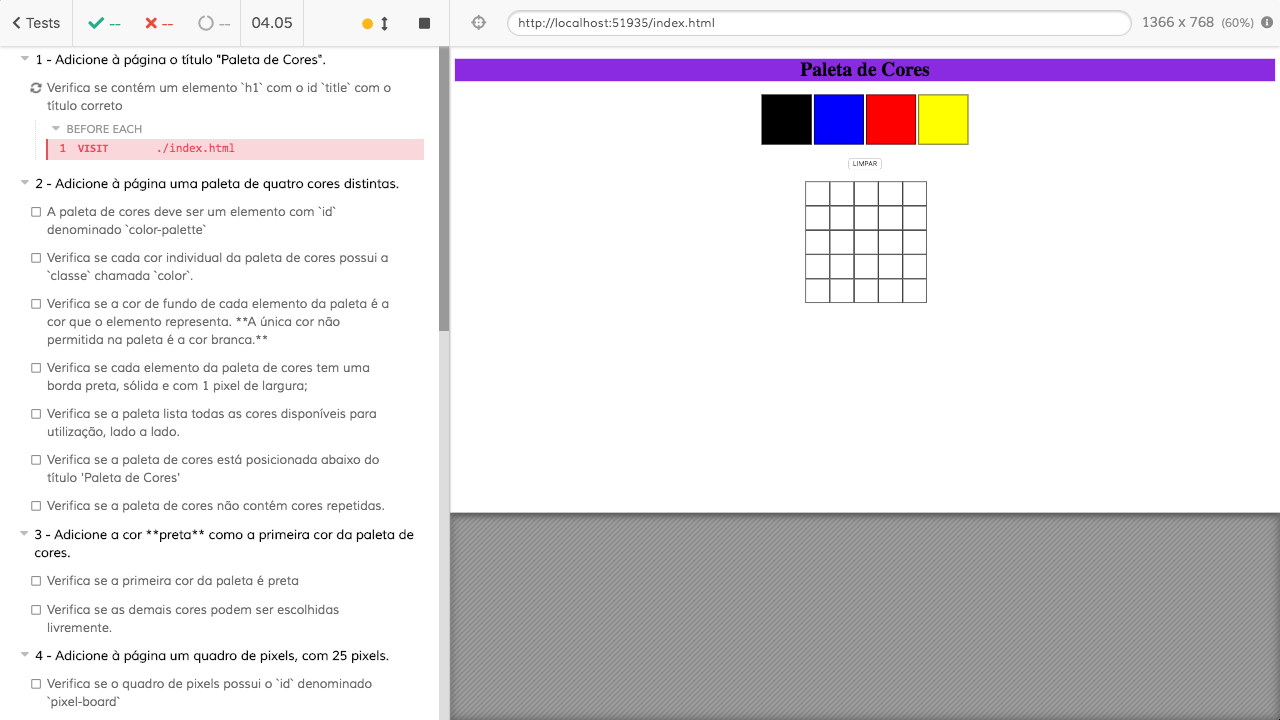 Tests
--
--
--
04.05
http://localhost:51935/index.html
1366 x 768 (60%)
1 - Adicione à página o título "Paleta de Cores".
Verifica se contém um elemento `h1` com o id `title` com o
título correto
BEFORE EACH
1 VISIT ./index.html
2 - Adicione à página uma paleta de quatro cores distintas.
A paleta de cores deve ser um elemento com `id`
denominado `color-palette`
Verifica se cada cor individual da paleta de cores possui a
`classe` chamada `color`.
Verifica se a cor de fundo de cada elemento da paleta é a
cor que o elemento representa. **A única cor não
permitida na paleta é a cor branca.**
Verifica se cada elemento da paleta de cores tem uma
borda preta, sólida e com 1 pixel de largura;
Verifica se a paleta lista todas as cores disponíveis para
utilização, lado a lado.
Verifica se a paleta de cores está posicionada abaixo do
título 'Paleta de Cores'
Verifica se a paleta de cores não contém cores repetidas.
3 - Adicione a cor **preta** como a primeira cor da paleta de
cores.
Verifica se a primeira cor da paleta é preta
Verifica se as demais cores podem ser escolhidas
livremente.
4 - Adicione à página um quadro de pixels, com 25 pixels.
Verifica se o quadro de pixels possui o `id` denominado
`pixel-board`
Paleta de Cores
LIMPAR